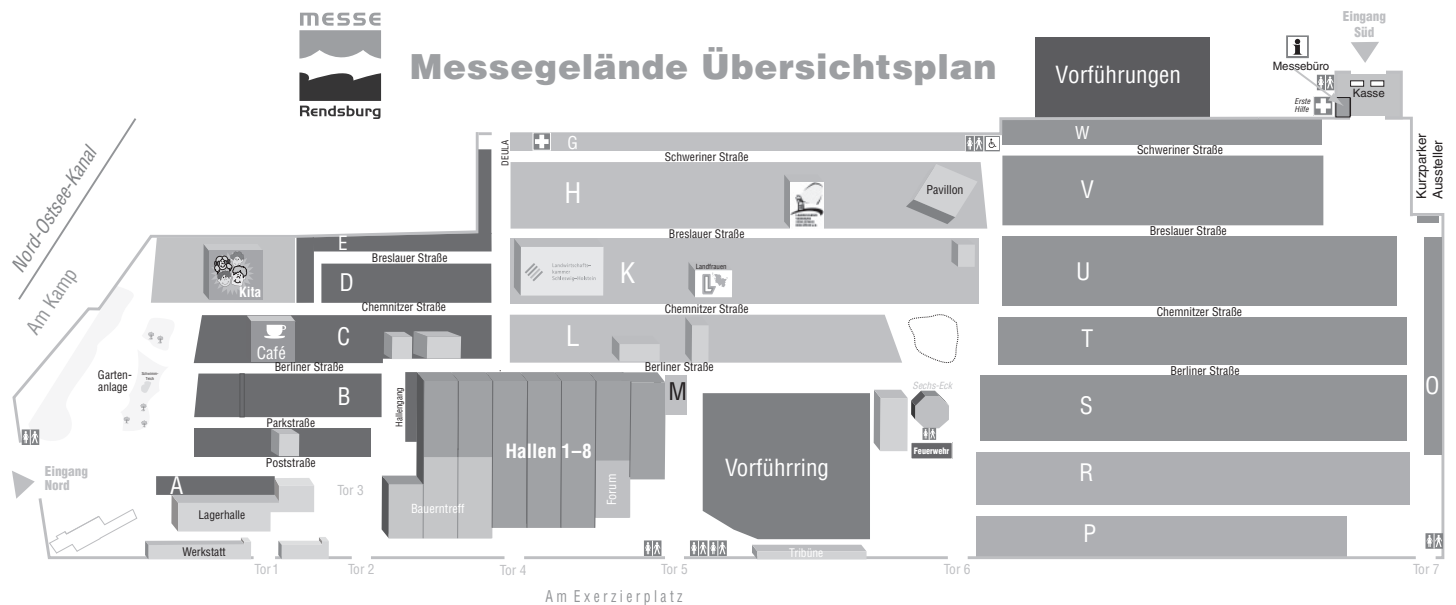 messe
Rendsburg
Messegelände Übersichtsplan
Vorführungen
Eingang
Süd
Messebüro
Kasse
Erste
Hilfe
Kurzparker
Aussteller
Nord-Ostsee-Kanal
Am Kamp
DEULA
G
W
Schweriner Straße
Schweriner Straße
H
Pavillon
V
Breslauer Straße
Breslauer Straße
E
Breslauer Straße
Kita
D
Landwirtschafts-
kammer
Schleswig-Holstein
K
Landfrauen
U
Chemnitzer Straße
Chemnitzer Straße
Chemnitzer Straße
Café
C
L
T
Berliner Straße
Berliner Straße
Berliner Straße
Garten-
anlage
B
Hallengang
M
Sechs-Eck
S
O
Parkstraße
Poststraße
Hallen 1–8
Vorführring
Feuerwehr
Eingang
Nord
A
Tor 3
Lagerhalle
Bauerntreff
Forum
R
Werkstatt
Tribüne
P
Tor 1
Tor 2
Tor 4
Tor 5
Tor 6
Tor 7
Am Exerzierplatz